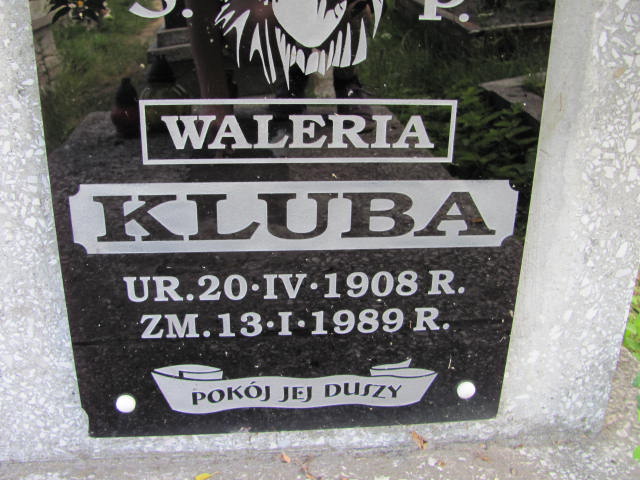 Ś. p.
WALERIA
KLUBA
UR.20·IV·1908 R.
ZM.13·I·1989 R.
POKÓJ JEJ DUSZY